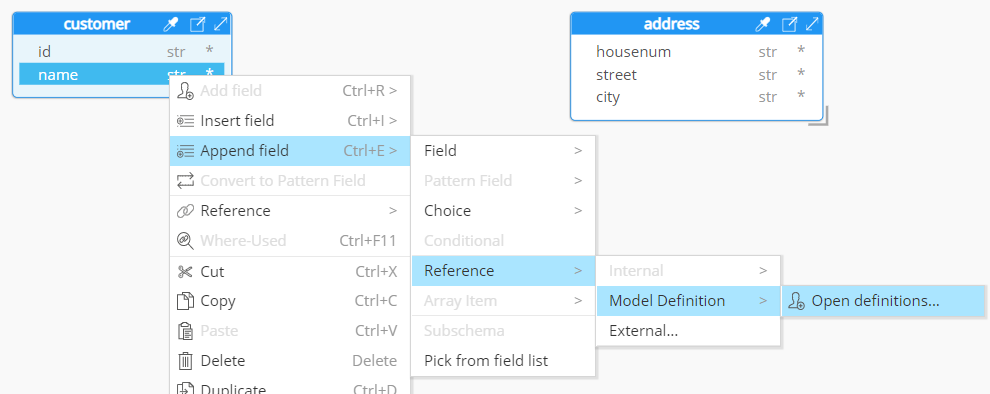 customer
id str *
name str *
address
housenum str *
street str *
city str *
Add field Ctrl+R >
Insert field Ctrl+I >
Append field Ctrl+E >
Convert to Pattern Field
Reference >
Where-Used Ctrl+F11
Cut Ctrl+X
Copy Ctrl+C
Paste Ctrl+V
Delete Delete
Duplicate Ctrl+D
Field >
Pattern Field >
Choice >
Conditional
Reference >
Array Item >
Subschema
Pick from field list
Internal >
Model Definition >
External...
Open definitions...